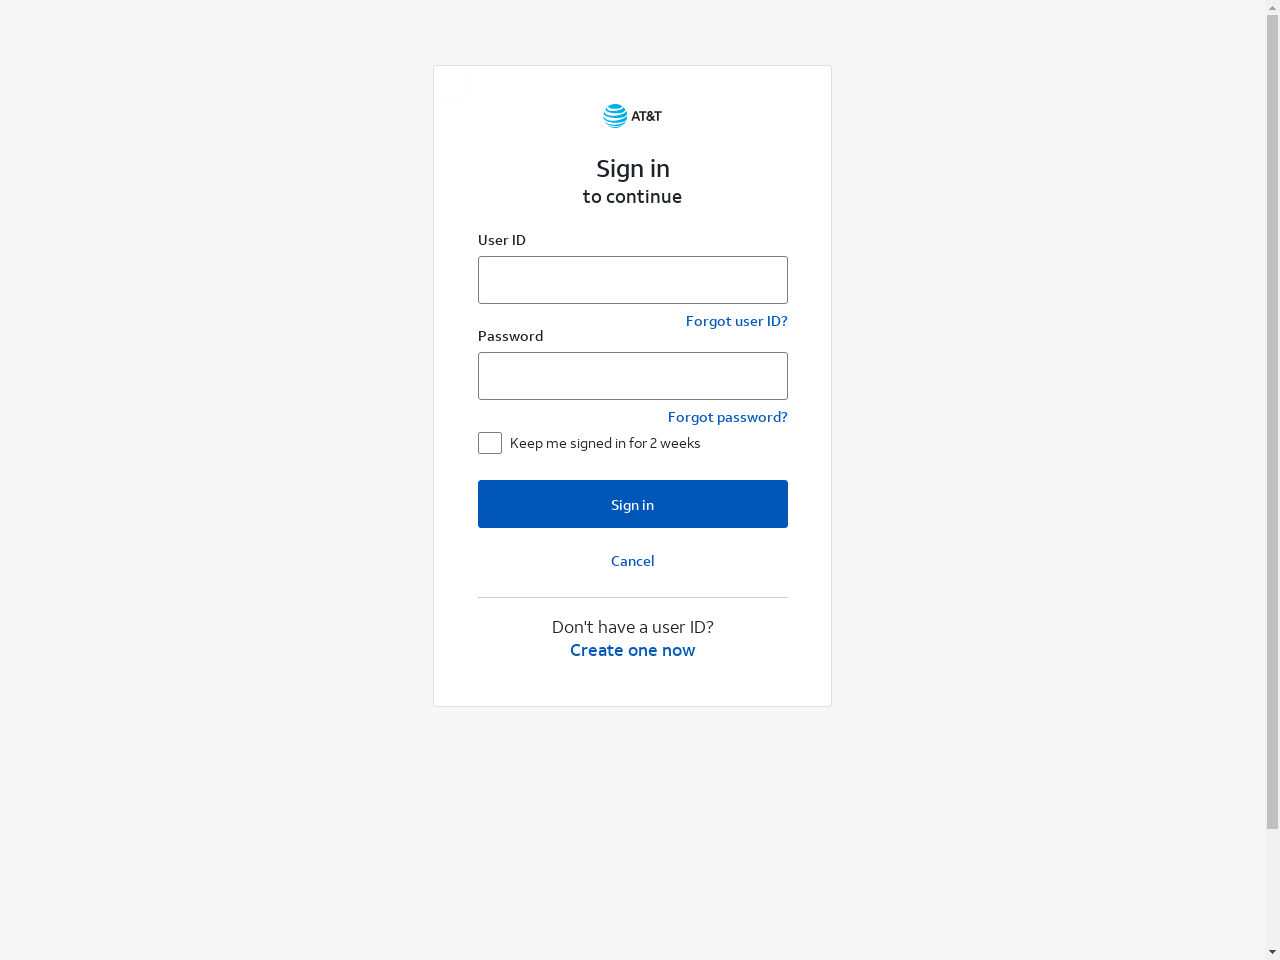 AT&T
Sign in
to continue
User ID
Forgot user ID?
Password
Forgot password?
Keep me signed in for 2 weeks
Sign in
Cancel
Don't have a user ID?
Create one now